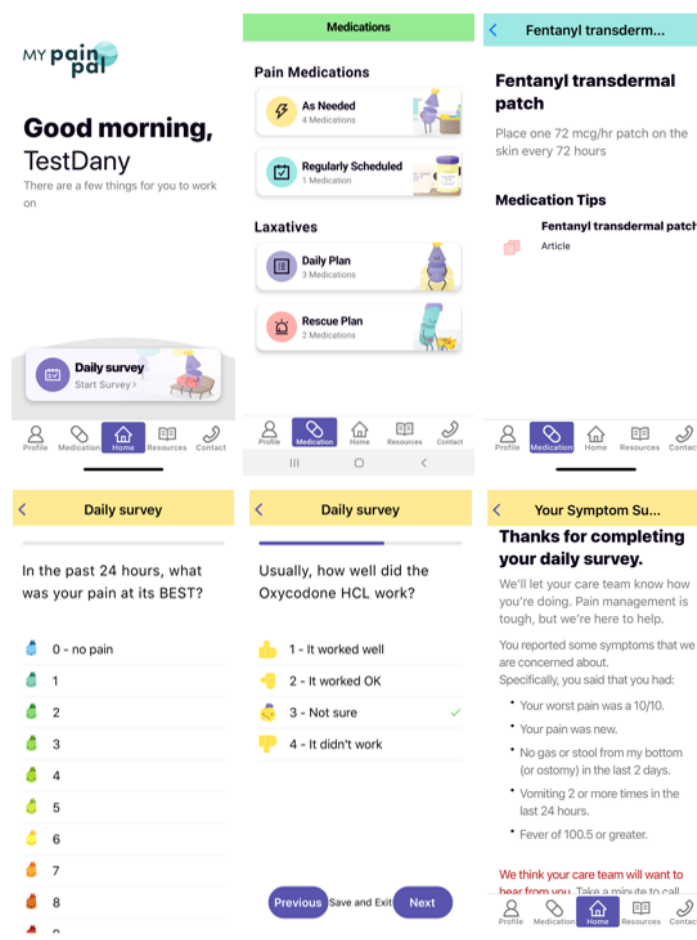 MY pain
pal
Good morning,
TestDany
There are a few things for you to work
on
Daily survey
Start Survey >
Profile
Medication
Home
Resources
Contact
Medications
Pain Medications
As Needed
4 Medications
Regularly Scheduled
1 Medication
Laxatives
Daily Plan
3 Medications
Rescue Plan
2 Medications
Profile
Medication
Home
Resources
Contact
Fentanyl transderm...
Fentanyl transdermal
patch
Place one 72 mcg/hr patch on the
skin every 72 hours
Medication Tips
Fentanyl transdermal patch
Article
Profile
Medication
Home
Resources
Contact
Daily survey
In the past 24 hours, what
was your pain at its BEST?
0 - no pain
1
2
3
4
5
6
7
8
Daily survey
Usually, how well did the
Oxycodone HCL work?
1 - It worked well
2 - It worked OK
3 - Not sure
4 - It didn't work
Previous
Save and Exit
Next
Your Symptom Su...
Thanks for completing
your daily survey.
We'll let your care team know how
you're doing. Pain management is
tough, but we're here to help.
You reported some symptoms that we
are concerned about.
Specifically, you said that you had:
• Your worst pain was a 10/10.
• Your pain was new.
• No gas or stool from my bottom
(or ostomy) in the last 2 days.
• Vomiting 2 or more times in the
last 24 hours.
• Fever of 100.5 or greater.
We think your care team will want to
hear from you. Take a minute to call
Profile
Medication
Home
Resources
Contact